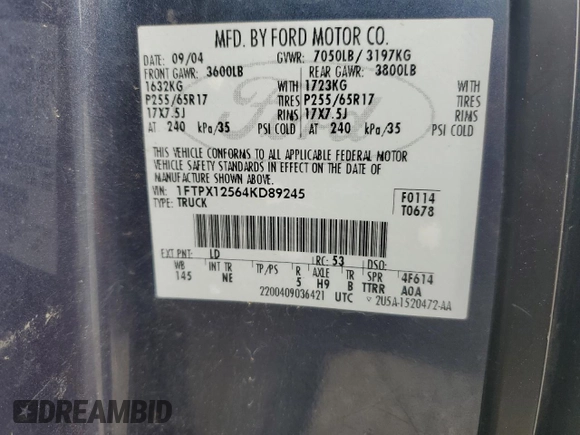 MFD. BY FORD MOTOR CO.
DATE: 09/04 GVWR: 7050LB / 3197KG
FRONT GAWR: 3600LB REAR GAWR: 3800LB
1632KG 1723KG
P255/65R17 TIRES P255/65R17 TIRES
17X7.5J RIMS 17X7.5J RIMS
AT 240 kPa/35 PSI COLD AT 240 kPa/35 PSI COLD
Ford
THIS VEHICLE CONFORMS TO ALL APPLICABLE FEDERAL MOTOR
VEHICLE SAFETY STANDARDS IN EFFECT ON THE DATE OF
MANUFACTURE SHOWN ABOVE.
VIN: 1FTPX12564KD89245 F0114
TYPE: TRUCK T0678
EXT PNT: LD RC: 53 DSO:
WB INT TR TP/PS R AXLE TR SPR 4F614
145 NE 5 H9 B TTRR A0A
2200409036421 UTC 2U5A-1520472-AA
DREAMBID